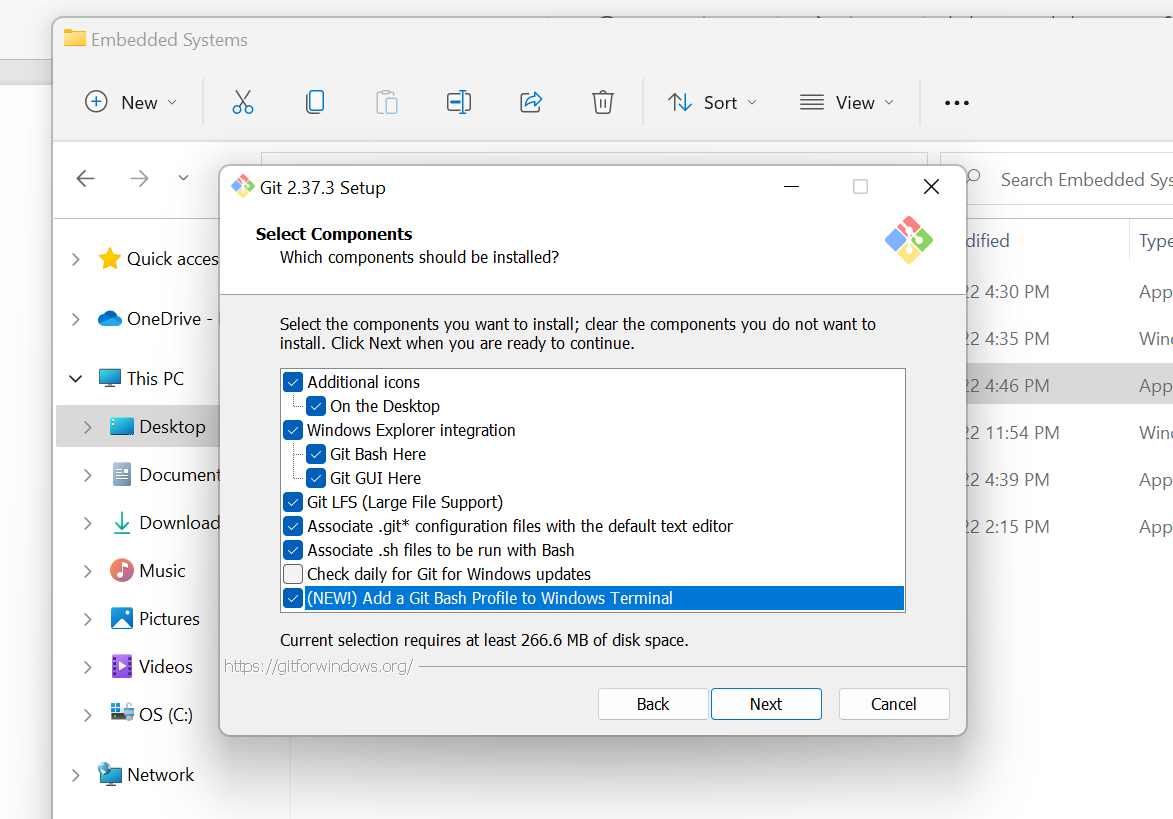 Embedded Systems
New
Sort
View
Git 2.37.3 Setup
Search Embedded Sys
Select Components
Which components should be installed?
dified
Type
Quick acces
22 4:30 PM
App
OneDrive -
Select the components you want to install; clear the components you do not want to
install. Click Next when you are ready to continue.
22 4:35 PM
Wind
This PC
Additional icons
22 4:46 PM
App
On the Desktop
Desktop
Windows Explorer integration
22 11:54 PM
Wind
Git Bash Here
Document
Git GUI Here
22 4:39 PM
App
Git LFS (Large File Support)
Download
Associate .git* configuration files with the default text editor
22 2:15 PM
App
Associate .sh files to be run with Bash
Music
Check daily for Git for Windows updates
(NEW!) Add a Git Bash Profile to Windows Terminal
Pictures
Current selection requires at least 266.6 MB of disk space.
Videos
https://gitforwindows.org/
Back
Next
Cancel
OS (C:)
Network